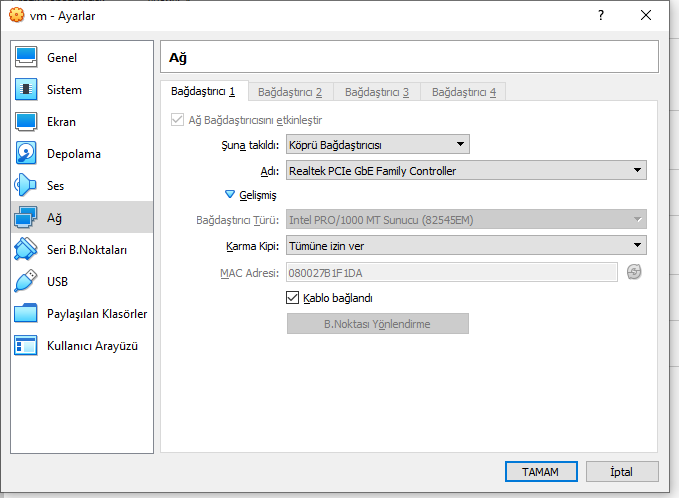 vm - Ayarlar
?
Genel
Sistem
Ekran
Depolama
Ses
Ağ
Seri B.Noktaları
USB
Paylaşılan Klasörler
Kullanıcı Arayüzü
Ağ
Bağdaştırıcı 1 Bağdaştırıcı 2 Bağdaştırıcı 3 Bağdaştırıcı 4
Ağ Bağdaştırıcısını etkinleştir
Şuna takıldı: Köprü Bağdaştırıcısı
Adı: Realtek PCIe GbE Family Controller
Gelişmiş
Bağdaştırıcı Türü: Intel PRO/1000 MT Sunucu (82545EM)
Karma Kipi: Tümüne izin ver
MAC Adresi: 080027B1F1DA
Kablo bağlandı
B.Noktası Yönlendirme
TAMAM İptal